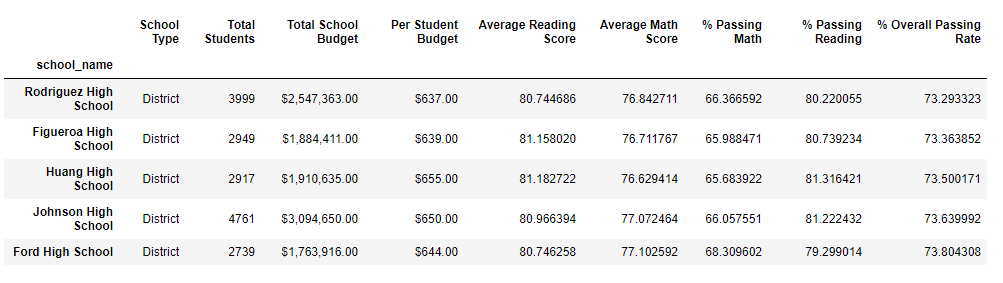 School Type Total Students Total School Budget Per Student Budget Average Reading Score Average Math Score % Passing Math % Passing Reading % Overall Passing Rate
school_name
Rodriguez High School District 3999 $2,547,363.00 $637.00 80.744686 76.842711 66.366592 80.220055 73.293323
Figueroa High School District 2949 $1,884,411.00 $639.00 81.158020 76.711767 65.988471 80.739234 73.363852
Huang High School District 2917 $1,910,635.00 $655.00 81.182722 76.629414 65.683922 81.316421 73.500171
Johnson High School District 4761 $3,094,650.00 $650.00 80.966394 77.072464 66.057551 81.222432 73.639992
Ford High School District 2739 $1,763,916.00 $644.00 80.746258 77.102592 68.309602 79.299014 73.804308